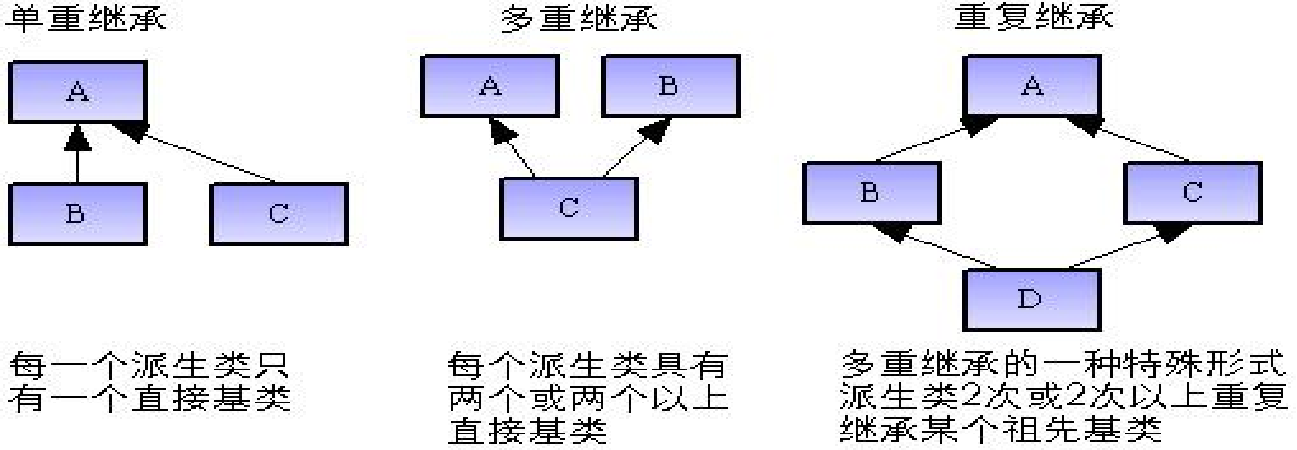 单重继承
A
B
C
每一个派生类只
有一个直接基类
多重继承
A
B
C
每个派生类具有
两个或两个以上
直接基类
重复继承
A
B
C
D
多重继承的一种特殊形式
派生类2次或2次以上重复
继承某个祖先基类